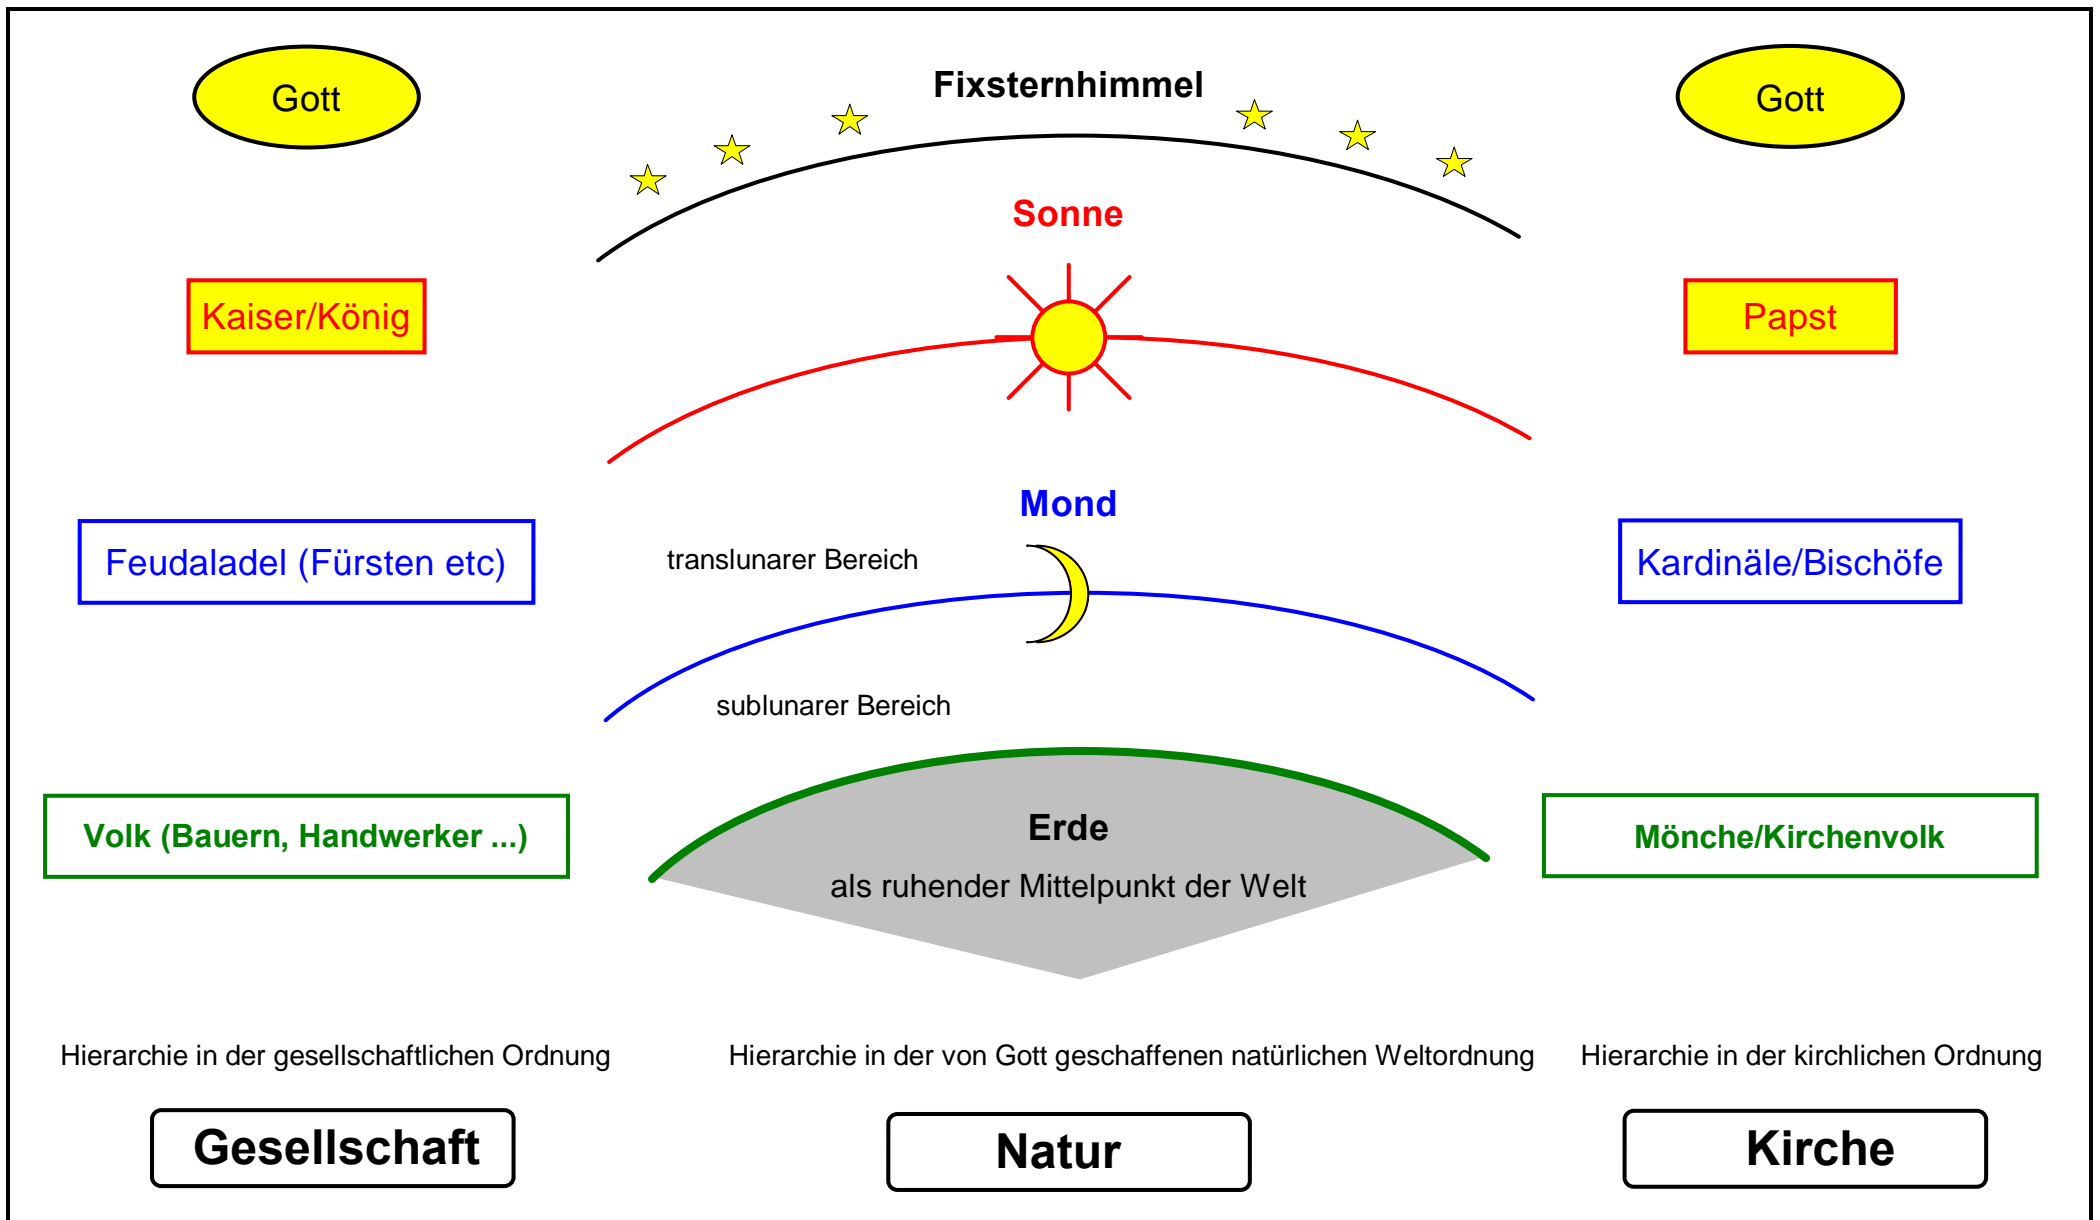 Gott
Fixsternhimmel
Gott
Sonne
Kaiser/König
Papst
Mond
Feudaladel (Fürsten etc)
translunarer Bereich
Kardinäle/Bischöfe
sublunarer Bereich
Volk (Bauern, Handwerker ...)
Erde
als ruhender Mittelpunkt der Welt
Mönche/Kirchenvolk
Hierarchie in der gesellschaftlichen Ordnung
Hierarchie in der von Gott geschaffenen natürlichen Weltordnung
Hierarchie in der kirchlichen Ordnung
Gesellschaft
Natur
Kirche